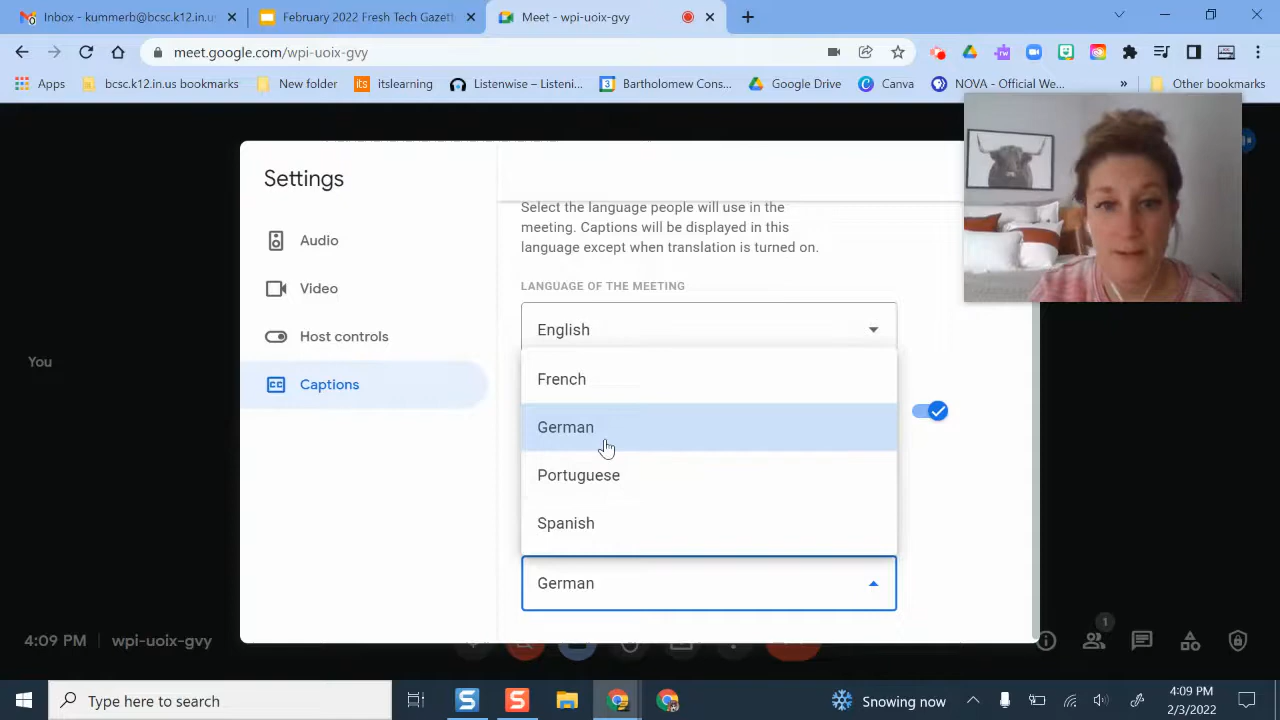 Inbox - kummerb@bcsc.k12.in.us
February 2022 Fresh Tech Gazett
Meet - wpi-uoix-gvy
meet.google.com/wpi-uoix-gvy
Apps
bcsc.k12.in.us bookmarks
New folder
its
itslearning
Listenwise - Listeni...
Bartholomew Cons...
Google Drive
Canva
NOVA - Official We...
»
Other bookmarks
Settings
Audio
Video
Host controls
CC
Captions
Select the language people will use in the
meeting. Captions will be displayed in this
language except when translation is turned on.
LANGUAGE OF THE MEETING
English
French
German
Portuguese
Spanish
German
You
4:09 PM | wpi-uoix-gvy
1
Type here to search
Snowing now
4:09 PM
2/3/2022